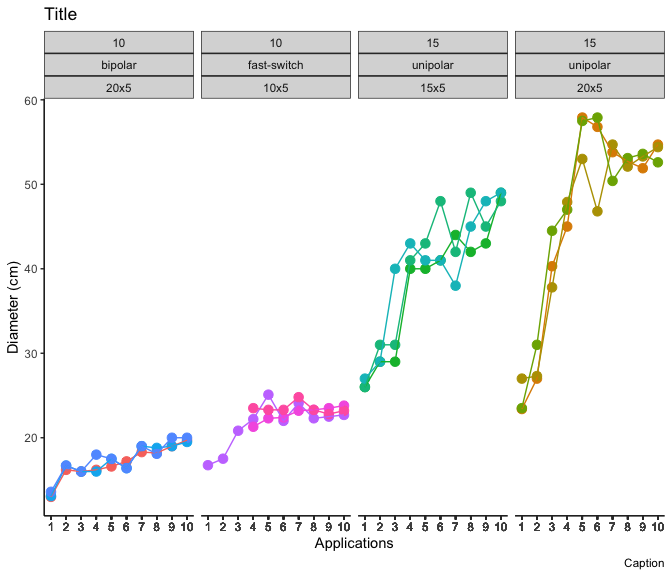 Title
10 10 15 15
bipolar fast-switch unipolar unipolar
20x5 10x5 15x5 20x5
60
50
40
30
20
Diameter (cm)
1 2 3 4 5 6 7 8 9 10 1 2 3 4 5 6 7 8 9 10 1 2 3 4 5 6 7 8 9 10 1 2 3 4 5 6 7 8 9 10
Applications
Caption